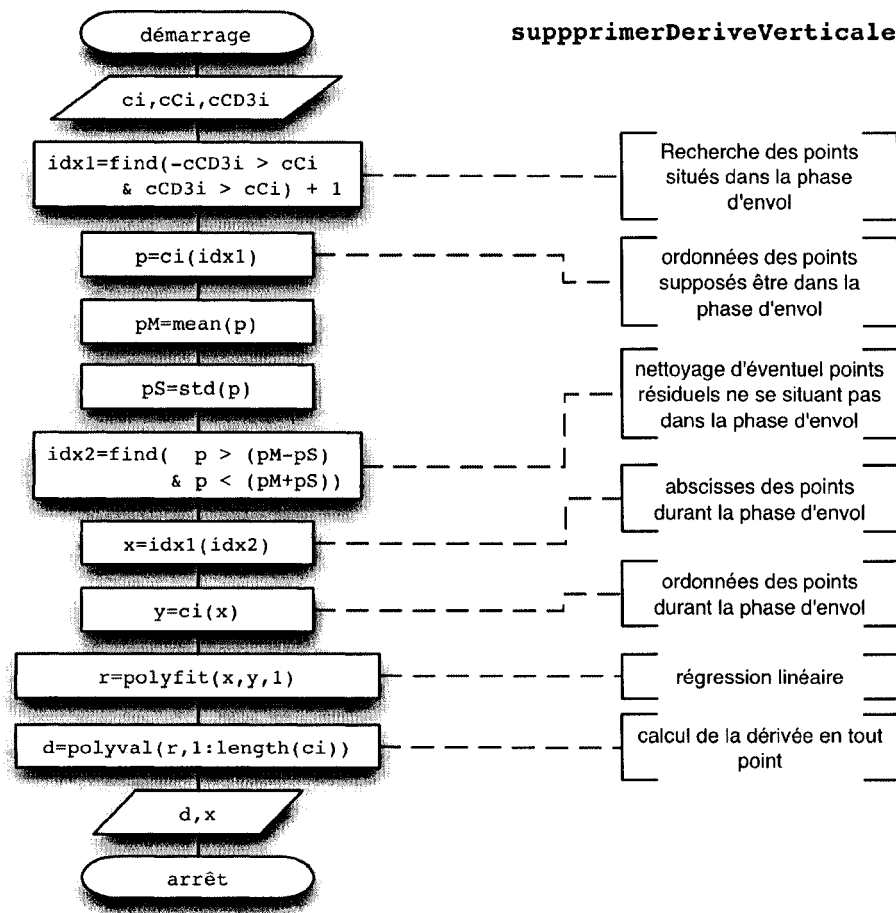 démarrage
suppprimerDeriveVerticale
ci,cCi,cCD3i
idx1=find(-cCD3i > cCi
& cCD3i > cCi) + 1
Recherche des points
situés dans la phase
d'envol
p=ci(idx1)
ordonnées des points
supposés être dans la
phase d'envol
pM=mean(p)
pS=std(p)
nettoyage d'éventuel points
résiduels ne se situant pas
dans la phase d'envol
idx2=find( p > (pM-pS)
& p < (pM+pS))
x=idx1(idx2)
abscisses des points
durant la phase d'envol
y=ci(x)
ordonnées des points
durant la phase d'envol
r=polyfit(x,y,1)
régression linéaire
d=polyval(r,1:length(ci))
calcul de la dérivée en tout
point
d,x
arrêt